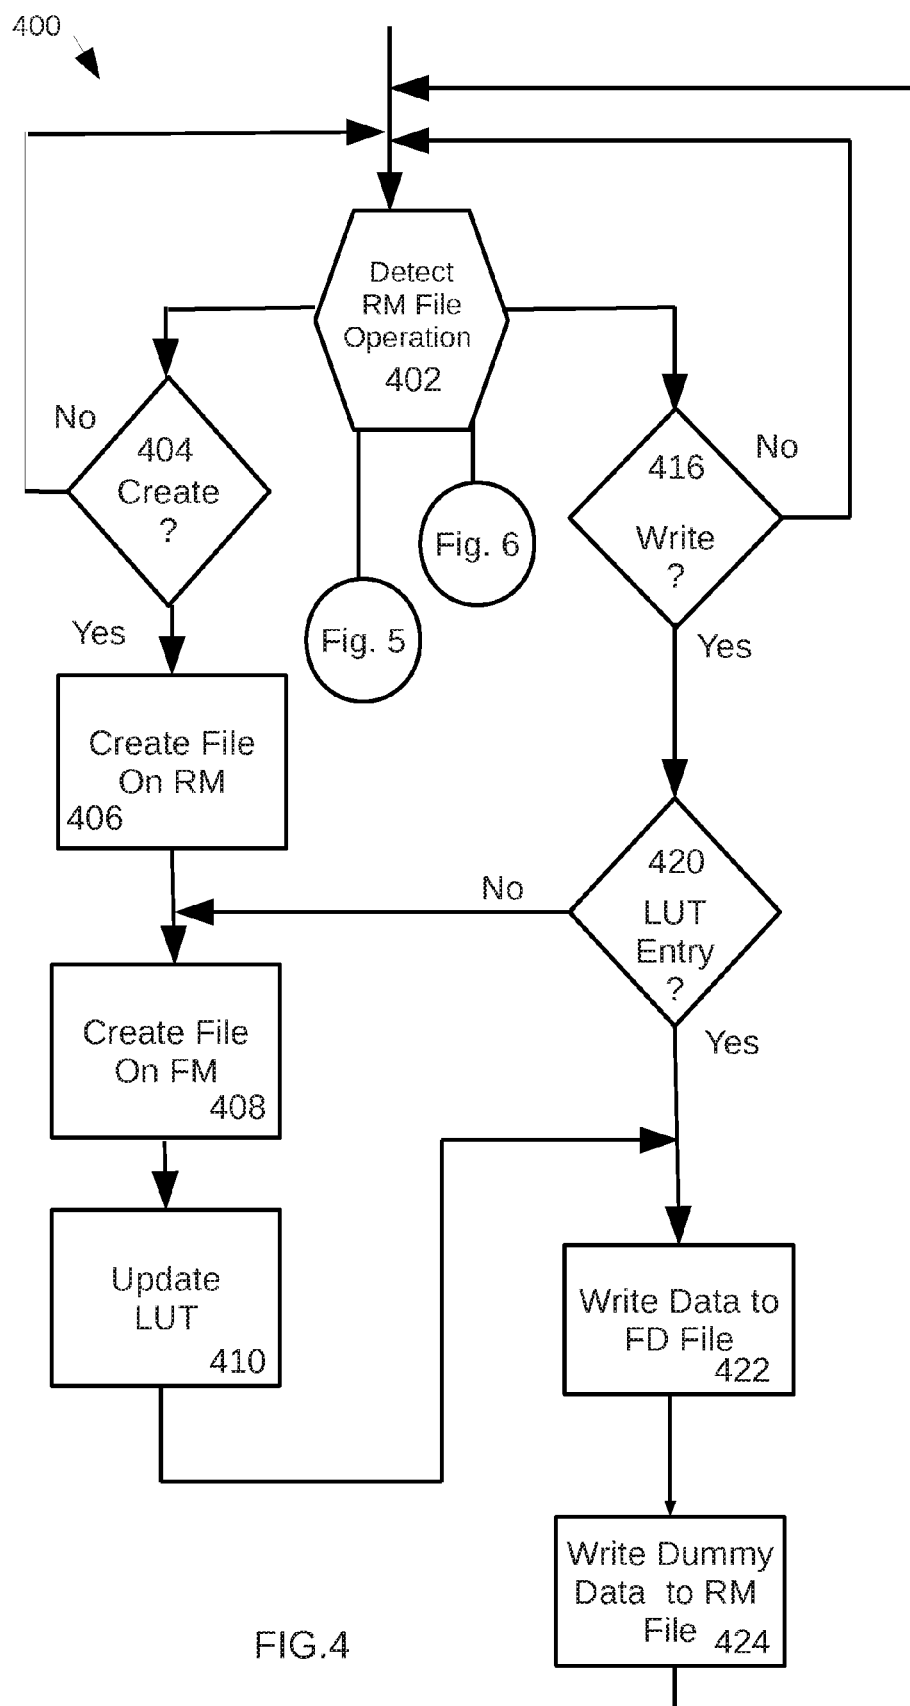 400
Detect
RM File
Operation
402
No
404
Create
?
Yes
Fig. 6
Fig. 5
416
Write
?
No
Yes
Create File
On RM
406
420
LUT
Entry
?
No
Yes
Create File
On FM
408
Update
LUT
410
Write Data to
FD File
422
Write Dummy
Data to RM
File
424
FIG.4